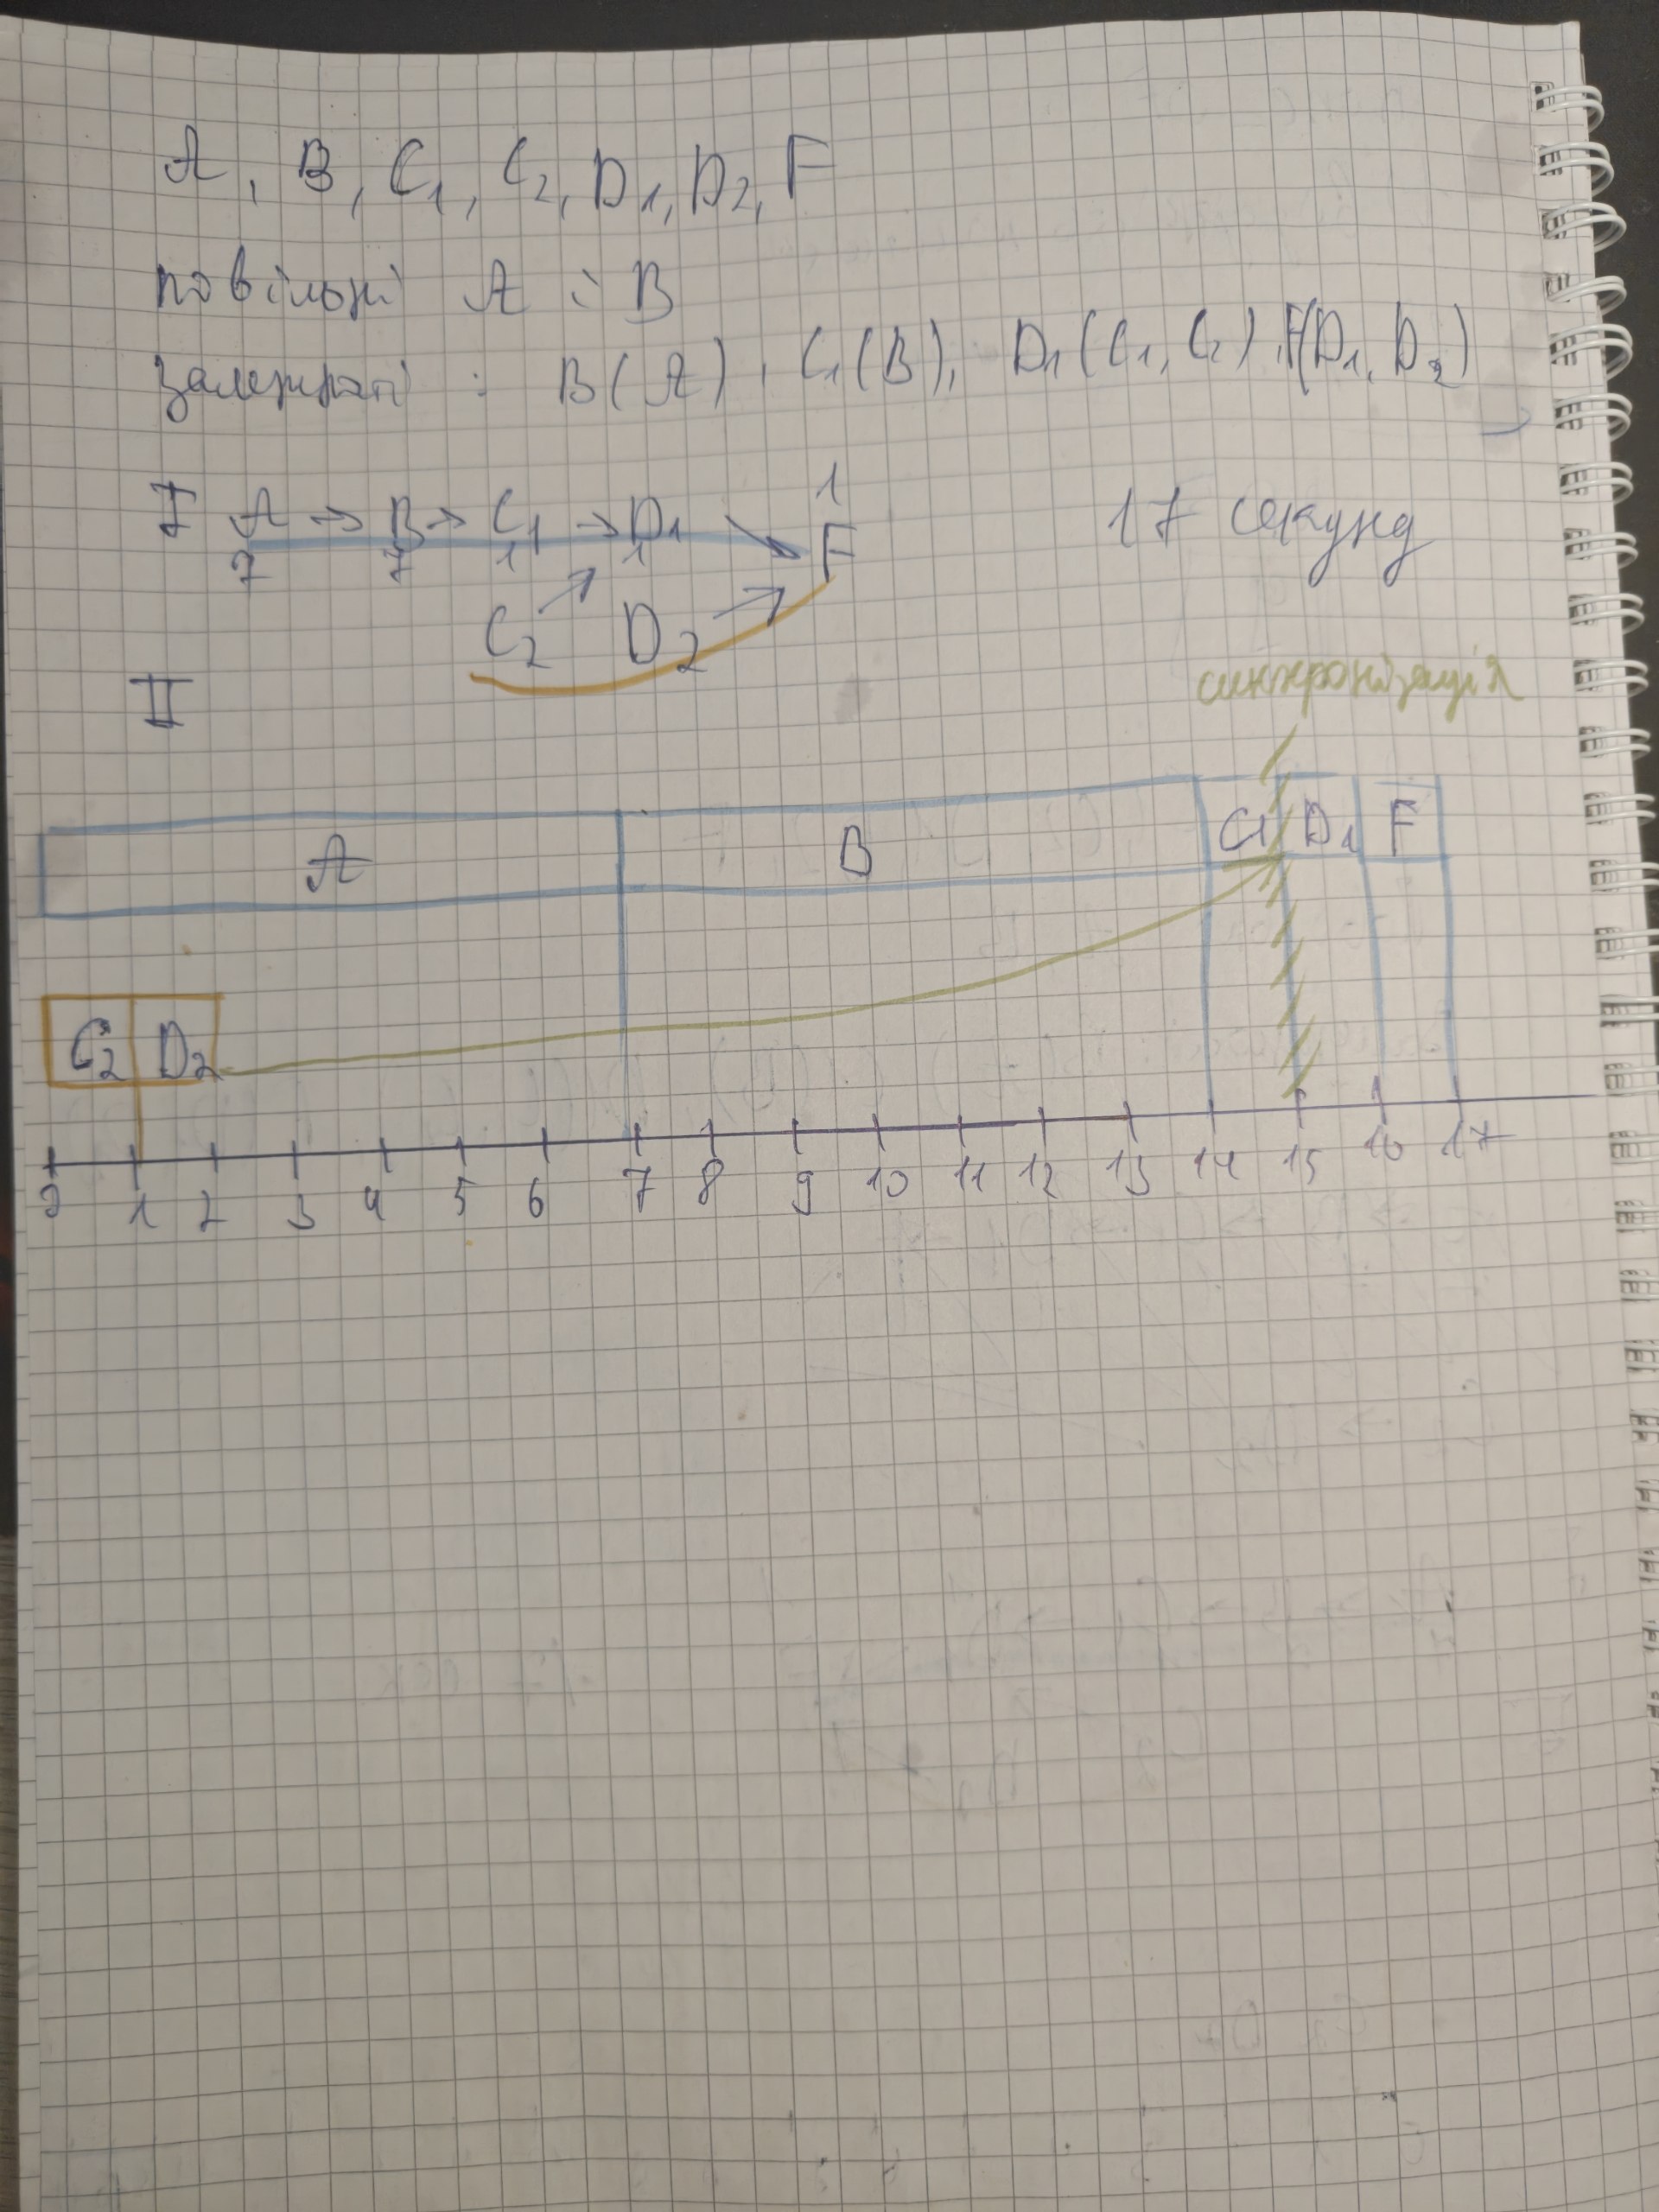 A, B, C1, C2, D1, D2, F
повільні A і B
залежні : B(A), C1(B), D1(C1, C2), F(D1, D2)
I A → B → C1 → D1 F 1
7 7 1 1
17 секунд
C2 D2
синхронізація
II
A B C1 D1 F
C2 D2
0 1 2 3 4 5 6 7 8 9 10 11 12 13 14 15 16 17